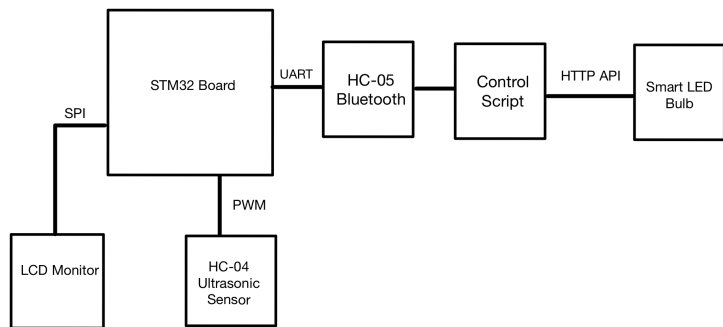 STM32 Board
UART
HC-05
Bluetooth
Control
Script
HTTP API
Smart LED
Bulb
SPI
PWM
LCD Monitor
HC-04
Ultrasonic
Sensor